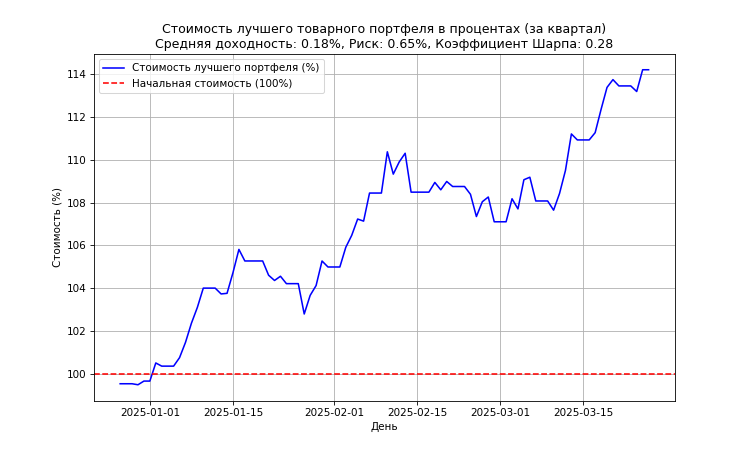 Стоимость лучшего товарного портфеля в процентах (за квартал)
Средняя доходность: 0.18%, Риск: 0.65%, Коэффициент Шарпа: 0.28
Стоимость лучшего портфеля (%)
Начальная стоимость (100%)
Стоимость (%)
114
112
110
108
106
104
102
100
2025-01-01 2025-01-15 2025-02-01 2025-02-15 2025-03-01 2025-03-15
День